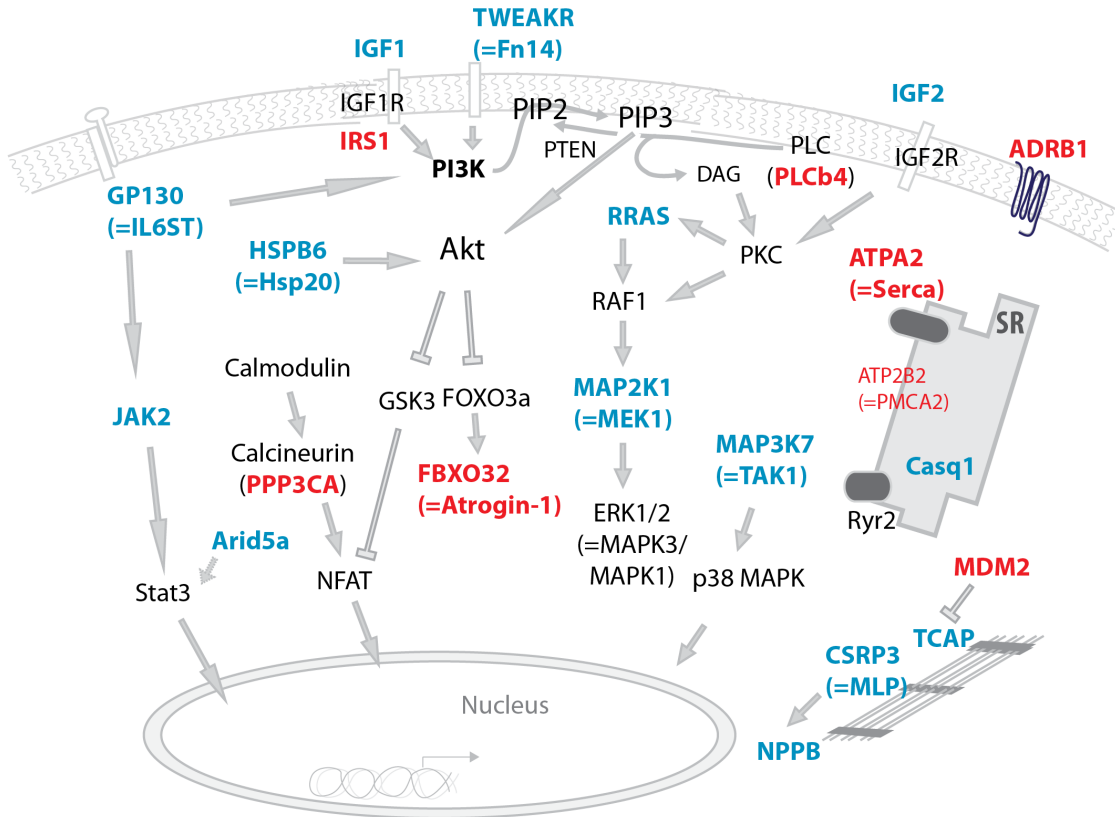 TWEAKR
(=Fn14)
IGF1
IGF2
IGF1R
PIP2
PIP3
IRS1
PTEN
PLC
(PLCb4)
IGF2R
ADRB1
PI3K
DAG
GP130
(=IL6ST)
RRAS
HSPB6
(=Hsp20)
Akt
PKC
ATPA2
(=Serca)
RAF1
SR
Calmodulin
GSK3
FOXO3a
MAP2K1
(=MEK1)
ATP2B2
(=PMCA2)
JAK2
Calcineurin
(PPP3CA)
FBXO32
(=Atrogin-1)
MAP3K7
(=TAK1)
Casq1
ERK1/2
(=MAPK3/
MAPK1)
Ryr2
Arid5a
Stat3
NFAT
p38 MAPK
MDM2
TCAP
CSRP3
(=MLP)
Nucleus
NPPB